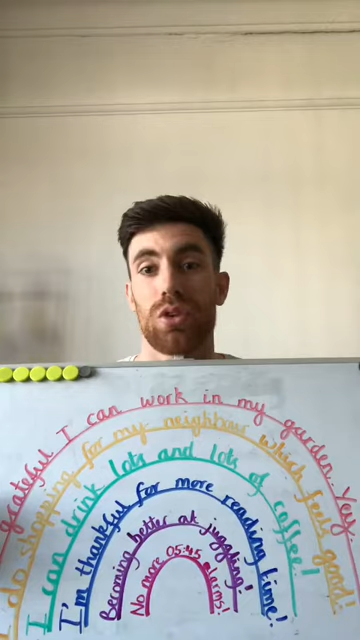 grateful I can work in my garden. Very
I do shopping for my neighbour which feels good!
I can drink lots and lots of coffee!
I'm thankful for more reading time!
Becoming better at juggling!
No more 05:45 alarms!